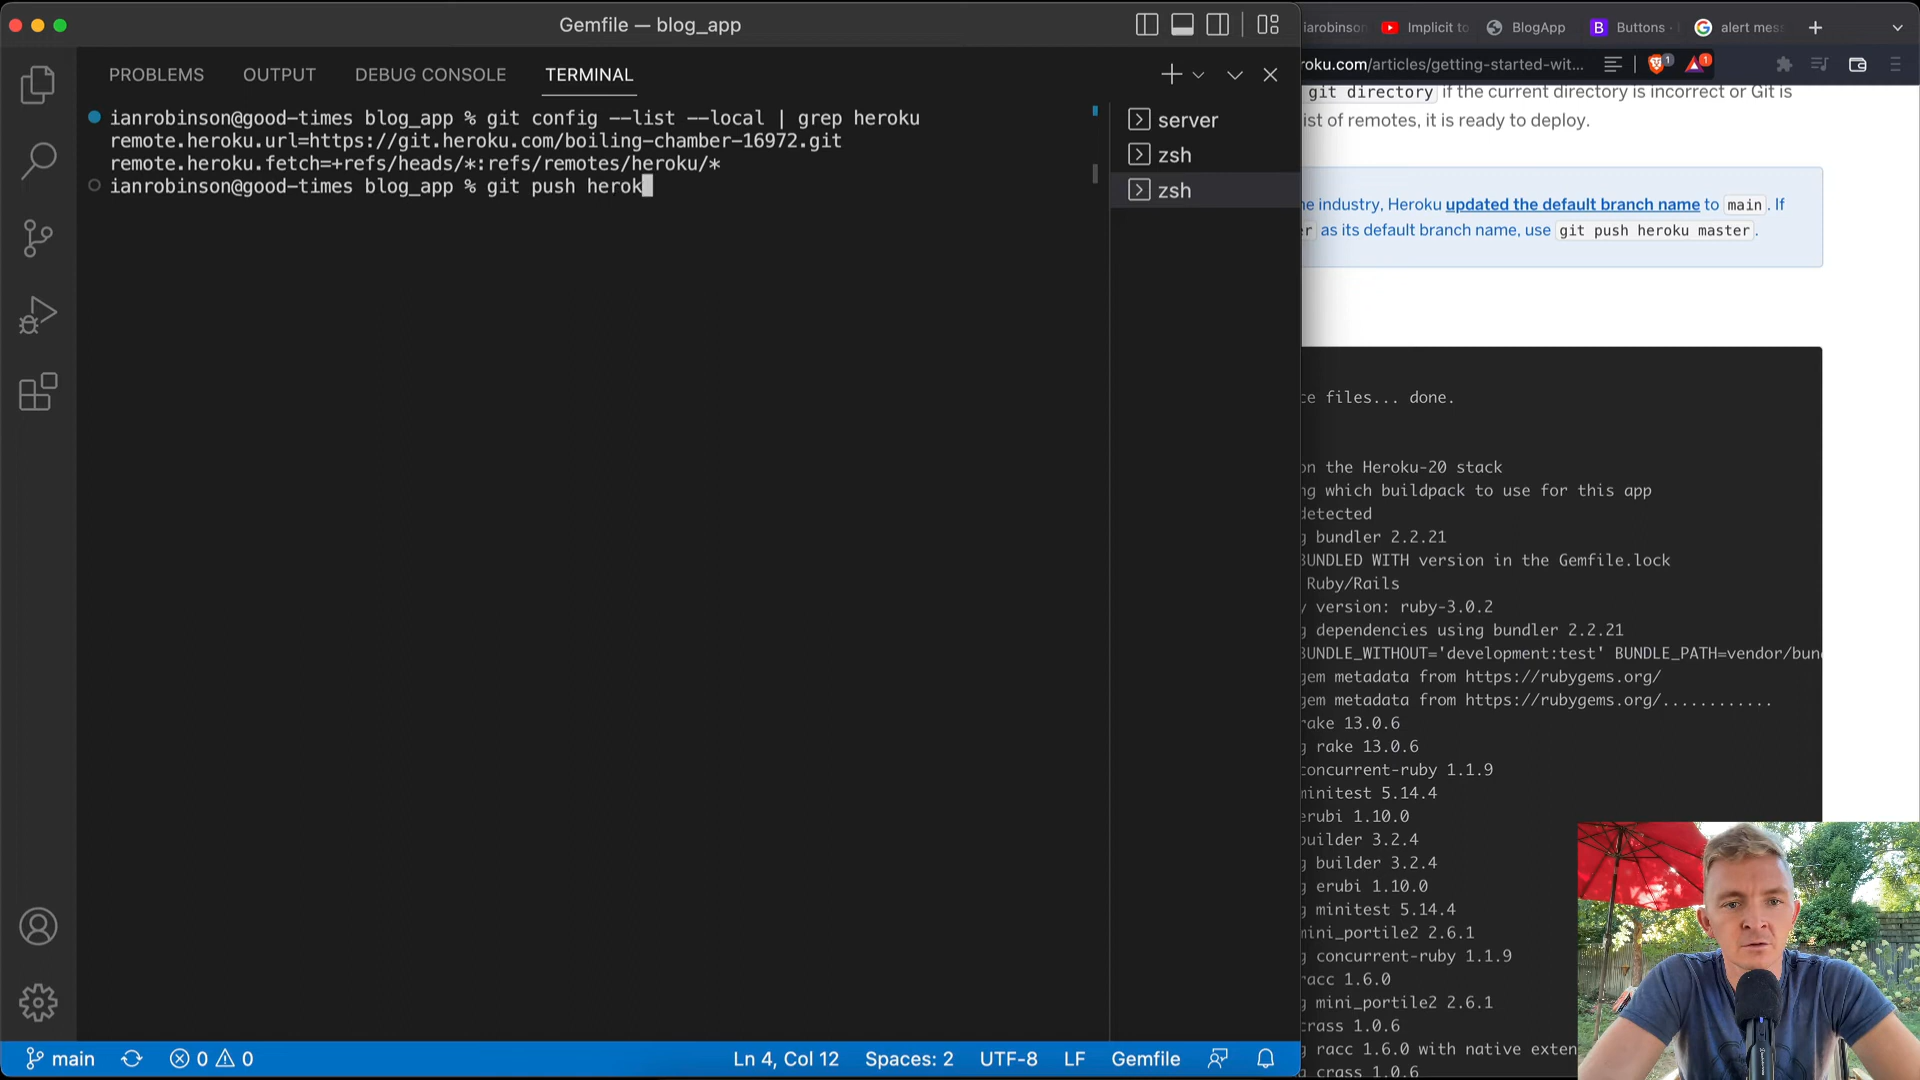 Gemfile — blog_app
PROBLEMS
OUTPUT
DEBUG CONSOLE
TERMINAL
ianrobinson@good-times blog_app % git config --list --local | grep heroku
remote.heroku.url=https://git.heroku.com/boiling-chamber-16972.git
remote.heroku.fetch=+refs/heads/*:refs/remotes/heroku/*
ianrobinson@good-times blog_app % git push herok
server
zsh
zsh
main
0
0
Ln 4, Col 12
Spaces: 2
UTF-8
LF
Gemfile
iarobinson
Implicit to
BlogApp
Buttons
alert mes
roku.com/articles/getting-started-wit...
1
1
git directory if the current directory is incorrect or Git is
list of remotes, it is ready to deploy.
he industry, Heroku updated the default branch name to main. If
er as its default branch name, use git push heroku master.
ce files... done.
on the Heroku-20 stack
ng which buildpack to use for this app
detected
g bundler 2.2.21
BUNDLED WITH version in the Gemfile.lock
Ruby/Rails
y version: ruby-3.0.2
g dependencies using bundler 2.2.21
BUNDLE_WITHOUT='development:test' BUNDLE_PATH=vendor/bun
gem metadata from https://rubygems.org/
gem metadata from https://rubygems.org/............
rake 13.0.6
g rake 13.0.6
concurrent-ruby 1.1.9
minitest 5.14.4
erubi 1.10.0
builder 3.2.4
g builder 3.2.4
g erubi 1.10.0
g minitest 5.14.4
mini_portile2 2.6.1
g concurrent-ruby 1.1.9
racc 1.6.0
g mini_portile2 2.6.1
crass 1.0.6
g racc 1.6.0 with native exten
g crass 1.0.6